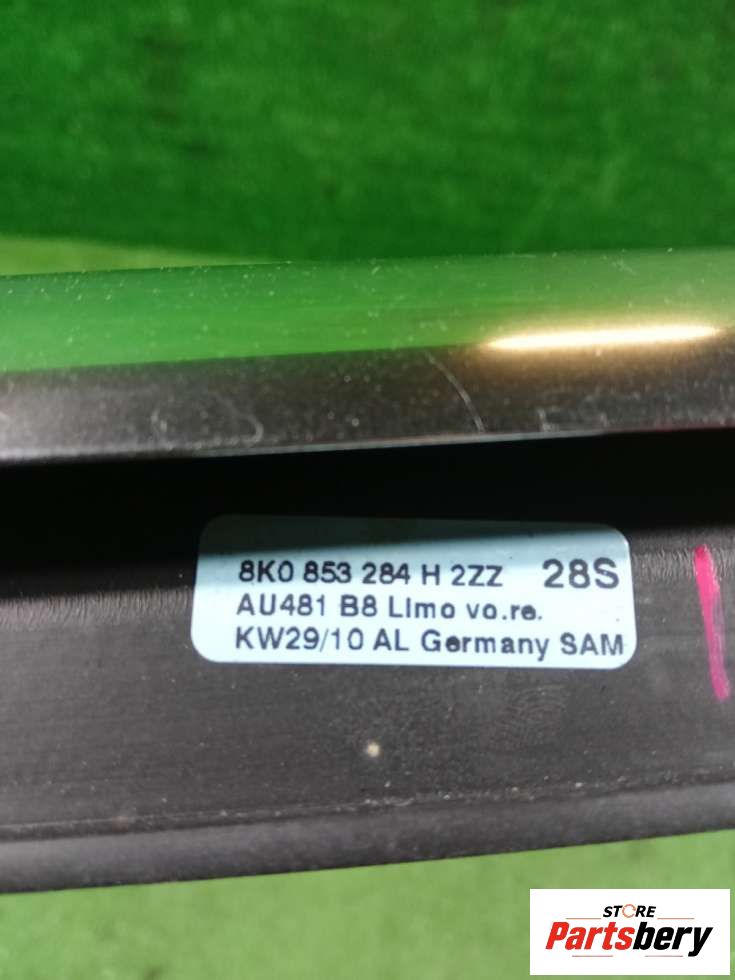 8K0 853 284 H 2ZZ 28S
AU481 B8 Limo vo.re.
KW29/10 AL Germany SAM
STORE
Partsbery